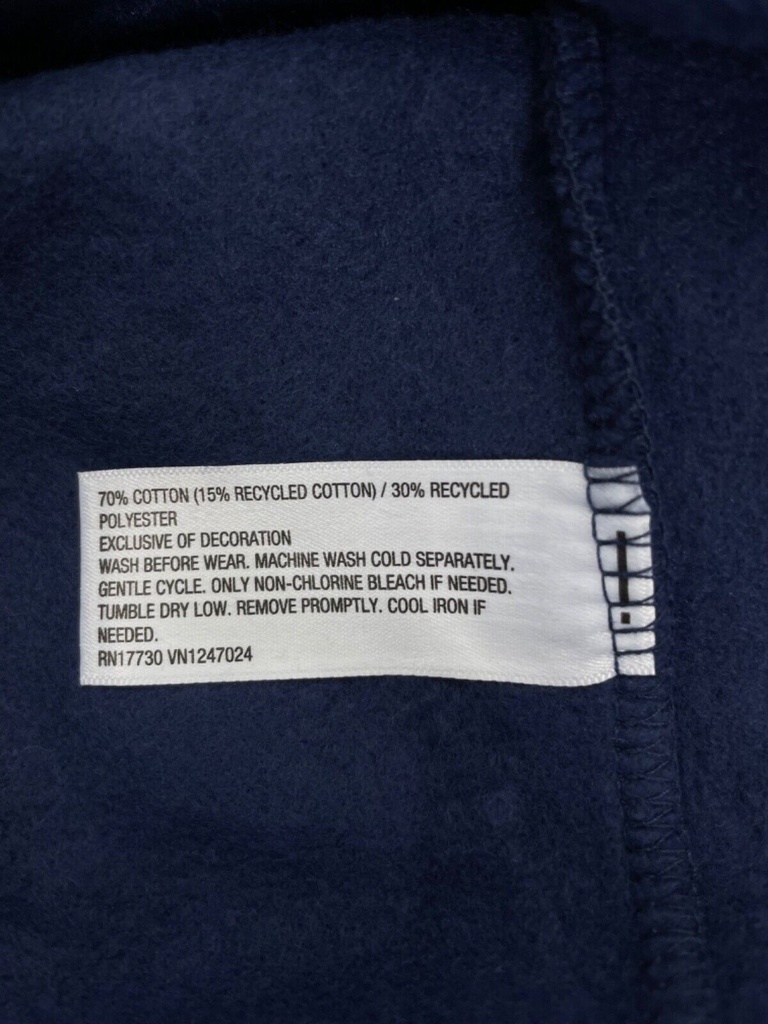 70% COTTON (15% RECYCLED COTTON) / 30% RECYCLED
POLYESTER
EXCLUSIVE OF DECORATION
WASH BEFORE WEAR. MACHINE WASH COLD SEPARATELY.
GENTLE CYCLE. ONLY NON-CHLORINE BLEACH IF NEEDED.
TUMBLE DRY LOW. REMOVE PROMPTLY. COOL IRON IF
NEEDED.
RN17730 VN1247024